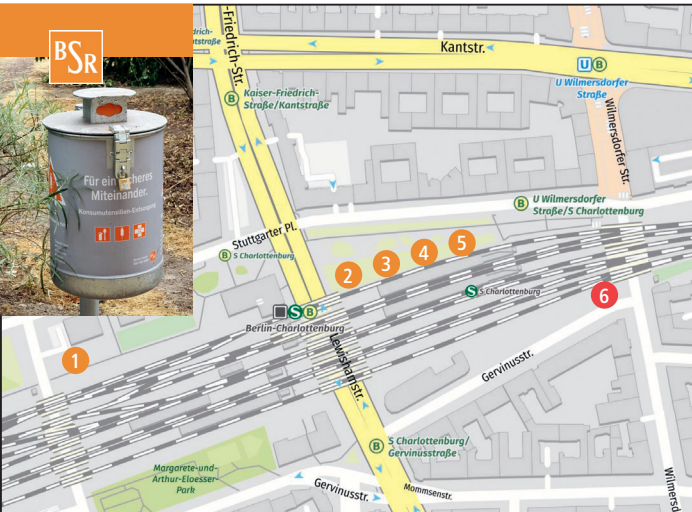 BSR
Für ein sicheres
Miteinander.
Konsumutensilien-Entsorgung
-Friedrich-Str.
Kantstr.
Kaiser-Friedrich-
Straße/Kantstraße
U B
U Wilmersdorfer
Straße
Wilmersdorfer Str.
B
U Wilmersdorfer
Straße/S Charlottenburg
Stuttgarter Pl.
B S Charlottenburg
1
2
3
4
5
6
S S Charlottenburg
S B
Berlin-Charlottenburg
Lewishamstr.
Gervinusstr.
B
S Charlottenburg/
Gervinusstraße
Margarete-und-
Arthur-Eloesser-
Park
Gervinusstr.
Mommsenstr.
Wilmersd